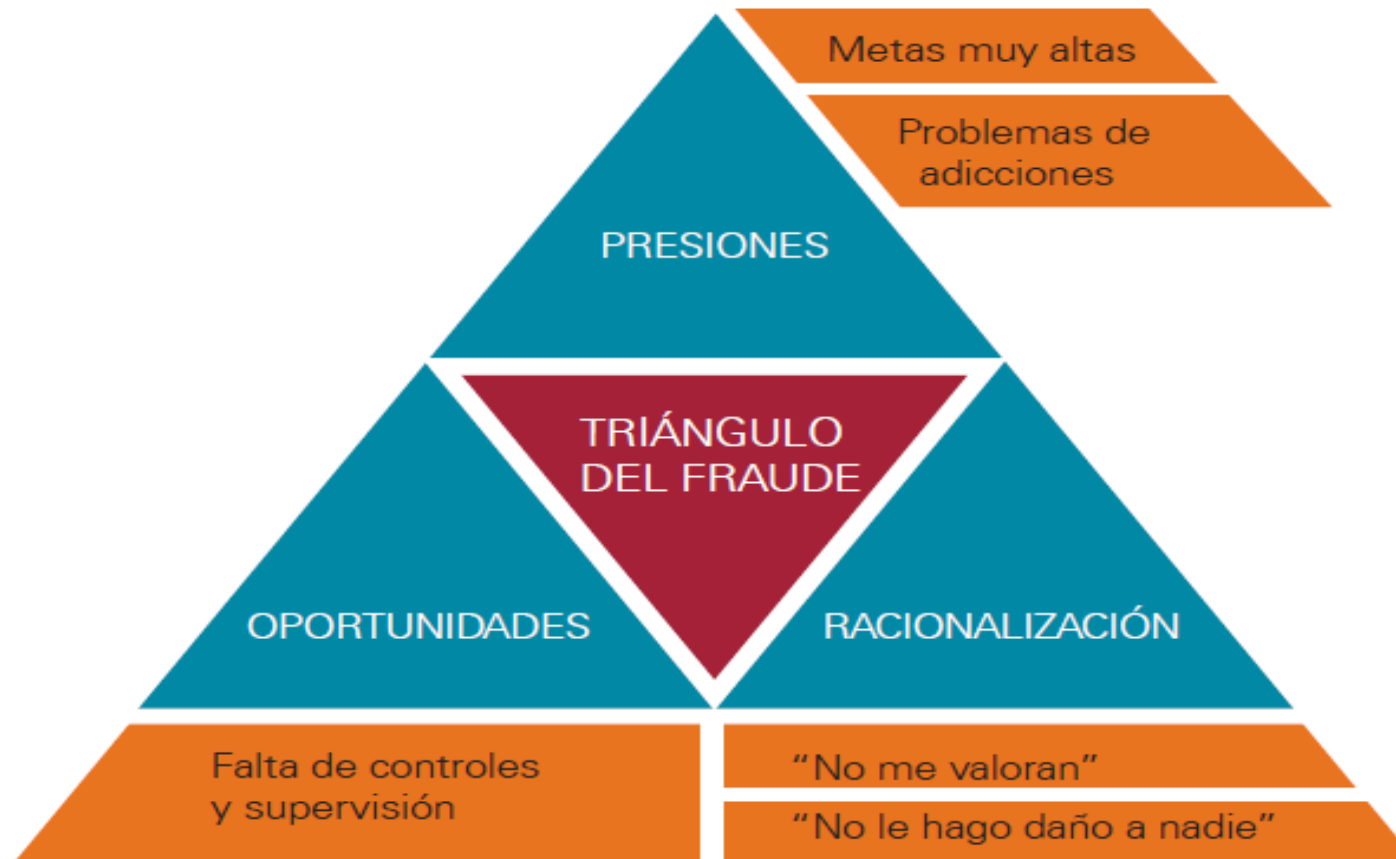 Metas muy altas
Problemas de
adicciones
PRESIONES
TRIÁNGULO
DEL FRAUDE
OPORTUNIDADES
RACIONALIZACIÓN
Falta de controles
y supervisión
“No me valoran”
“No le hago daño a nadie”